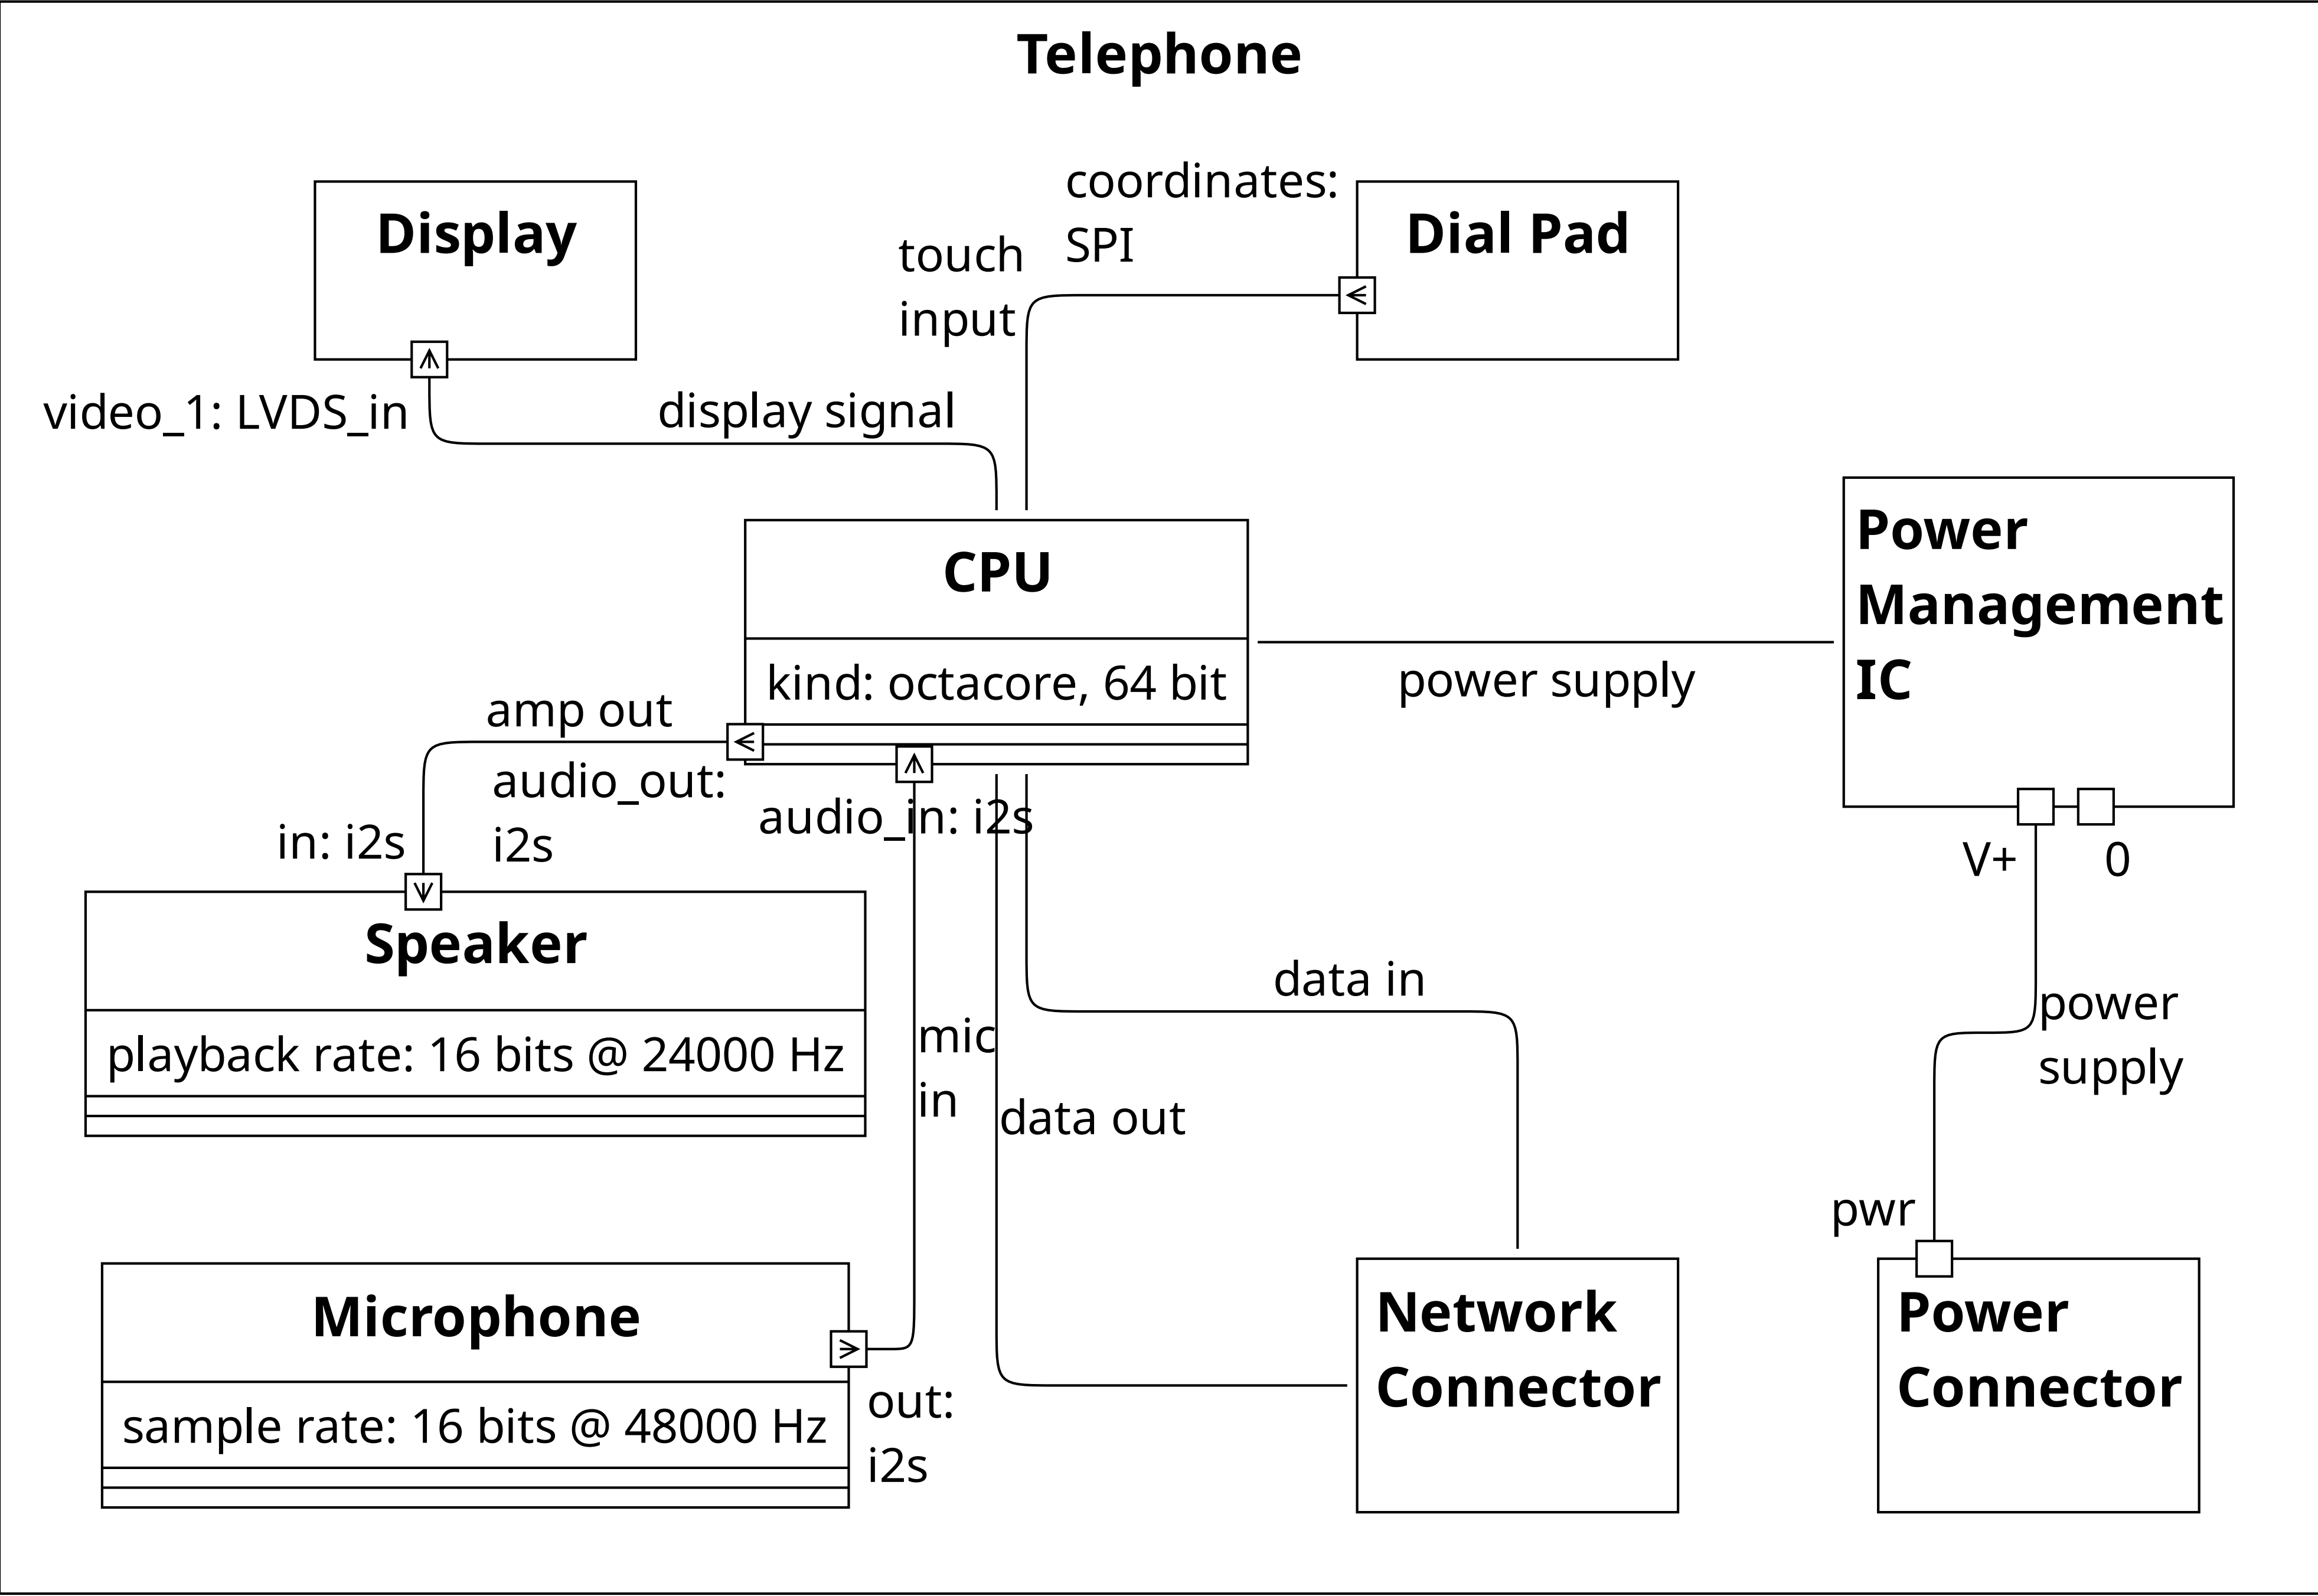 Telephone
Display
coordinates:
SPI
Dial Pad
touch
input
video_1: LVDS_in
display signal
CPU
kind: octacore, 64 bit
Power
Management
IC
power supply
amp out
audio_out:
i2s
audio_in: i2s
in: i2s
V+
0
Speaker
playback rate: 16 bits @ 24000 Hz
data in
mic
in
data out
power
supply
pwr
Microphone
sample rate: 16 bits @ 48000 Hz
out:
i2s
Network
Connector
Power
Connector